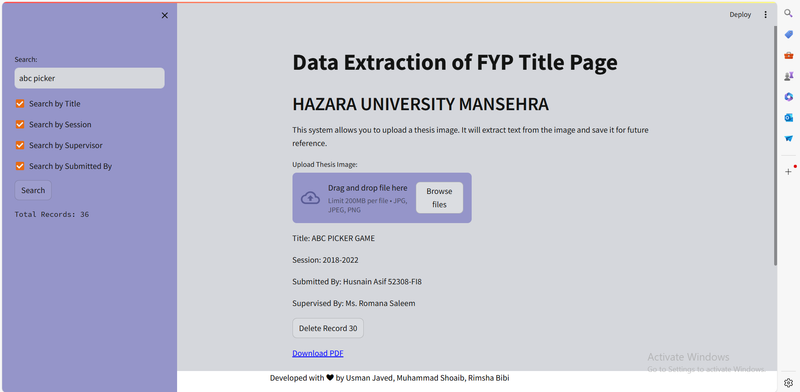 Search:
abc picker
Search by Title
Search by Session
Search by Supervisor
Search by Submitted By
Search
Total Records: 36
Deploy
Data Extraction of FYP Title Page
HAZARA UNIVERSITY MANSEHRA
This system allows you to upload a thesis image. It will extract text from the image and save it for future
reference.
Upload Thesis Image:
Drag and drop file here
Limit 200MB per file • JPG,
JPEG, PNG
Browse
files
Title: ABC PICKER GAME
Session: 2018-2022
Submitted By: Husnain Asif 52308-FI8
Supervised By: Ms. Romana Saleem
Delete Record 30
Download PDF
Activate Windows
Go to Settings to activate Windows.
Developed with ❤ by Usman Javed, Muhammad Shoaib, Rimsha Bibi